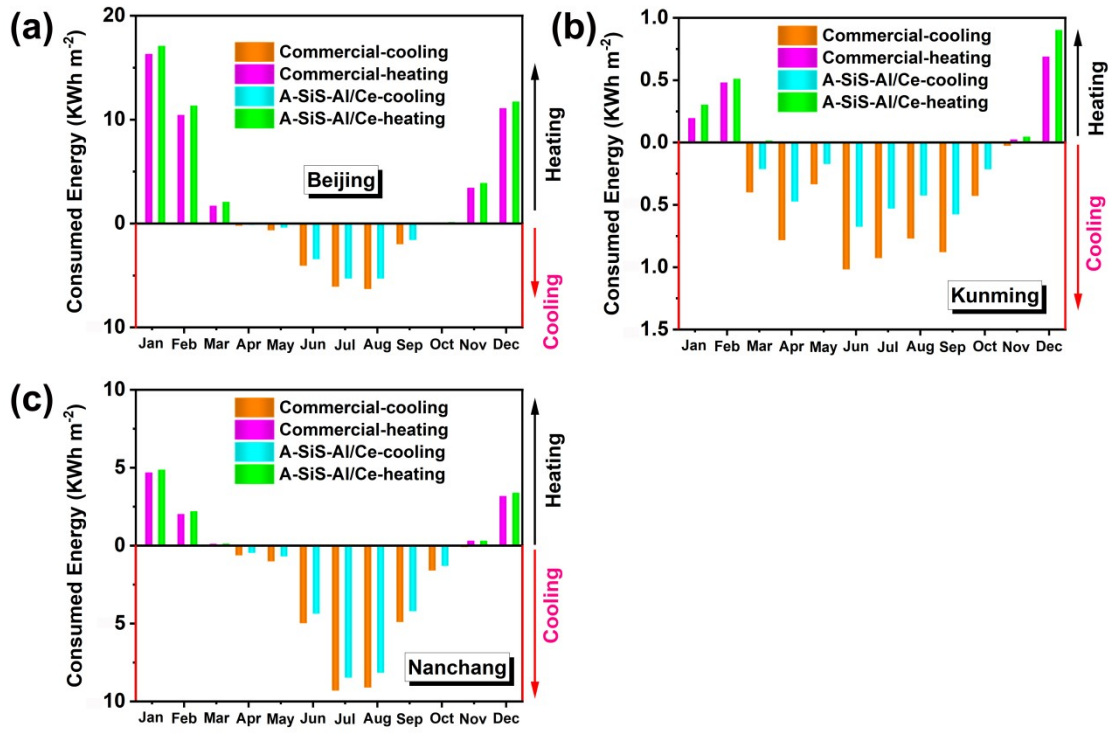 (a)
Consumed Energy (KWh m-2)
20
10
0
10
Commercial-cooling
Commercial-heating
A-SiS-Al/Ce-cooling
A-SiS-Al/Ce-heating
Beijing
Heating
Cooling
Jan Feb Mar Apr May Jun Jul Aug Sep Oct Nov Dec
(b)
Consumed Energy (KWh m-2)
1.0
0.5
0.0
0.5
1.0
1.5
Commercial-cooling
Commercial-heating
A-SiS-Al/Ce-cooling
A-SiS-Al/Ce-heating
Kunming
Heating
Cooling
Jan Feb Mar Apr May Jun Jul Aug Sep Oct Nov Dec
(c)
Consumed Energy (KWh m-2)
10
5
0
5
10
Commercial-cooling
Commercial-heating
A-SiS-Al/Ce-cooling
A-SiS-Al/Ce-heating
Nanchang
Heating
Cooling
Jan Feb Mar Apr May Jun Jul Aug Sep Oct Nov Dec